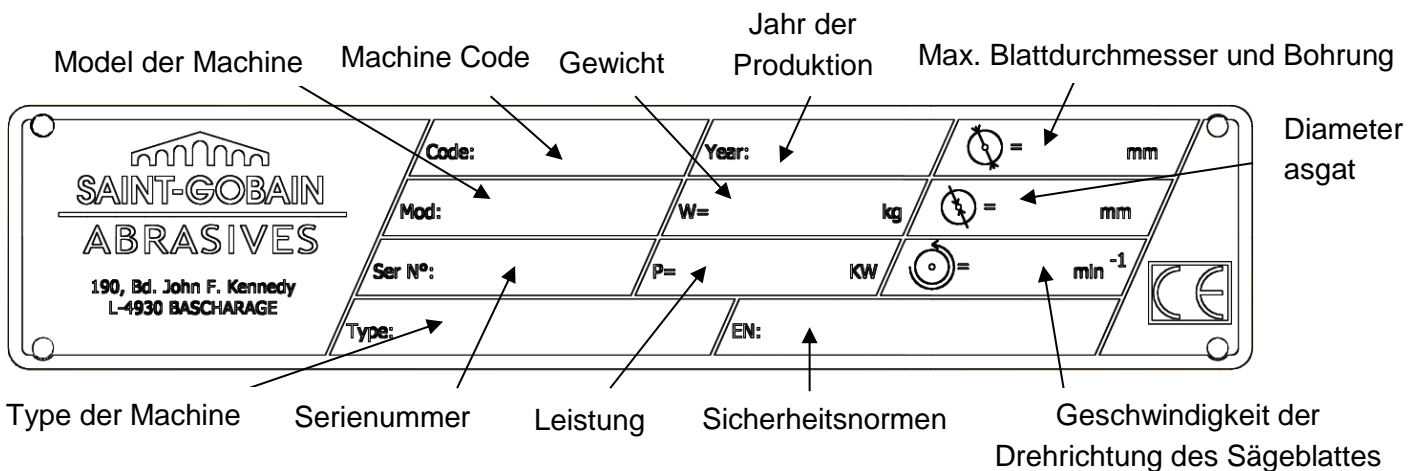 Jahr der
Produktion
Model der Machine
Machine Code
Gewicht
Max. Blattdurchmesser und Bohrung
Diameter
asgat
SAINT-GOBAIN
ABRASIVES
190, Bd. John F. Kennedy
L-4930 BASCHARAGE
Code:
Year:
= mm
Mod:
W= kg
= mm
Ser Nº:
P= KW
= min -1
Type:
EN:
CE
Type der Machine
Serienummer
Leistung
Sicherheitsnormen
Geschwindigkeit der
Drehrichtung des Sägeblattes